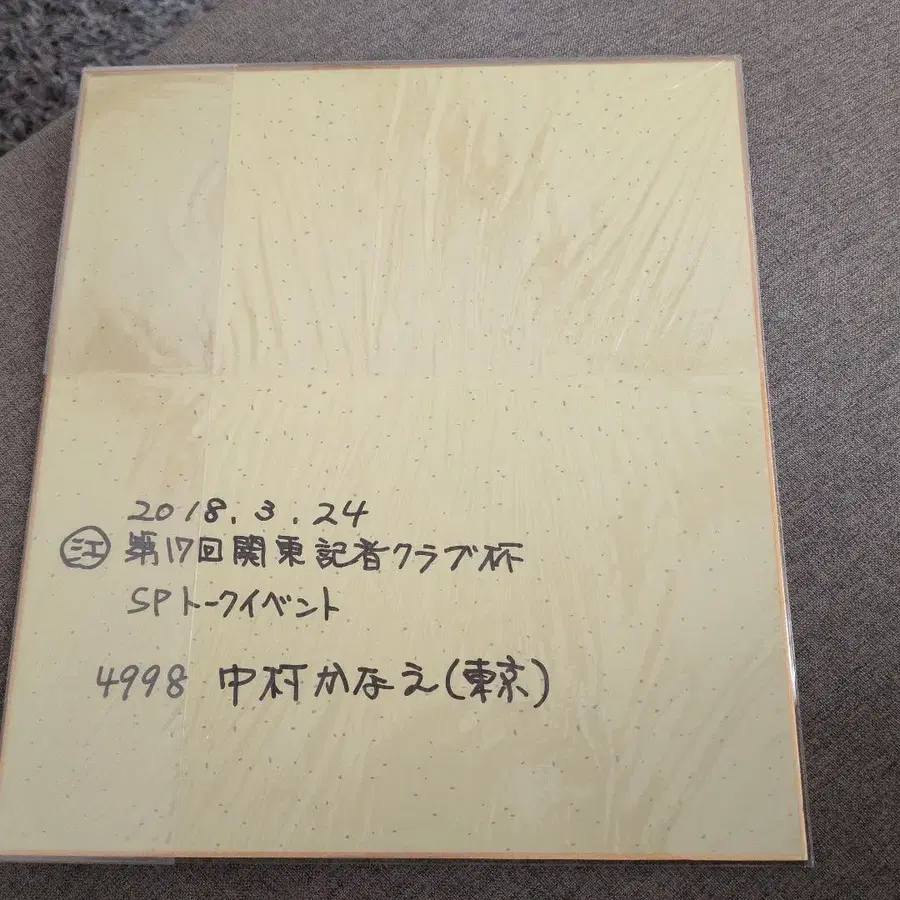 2018.3.24
江 第17回関東記者クラブ杯
SPトークイベント
4998 中村かなえ(東京)